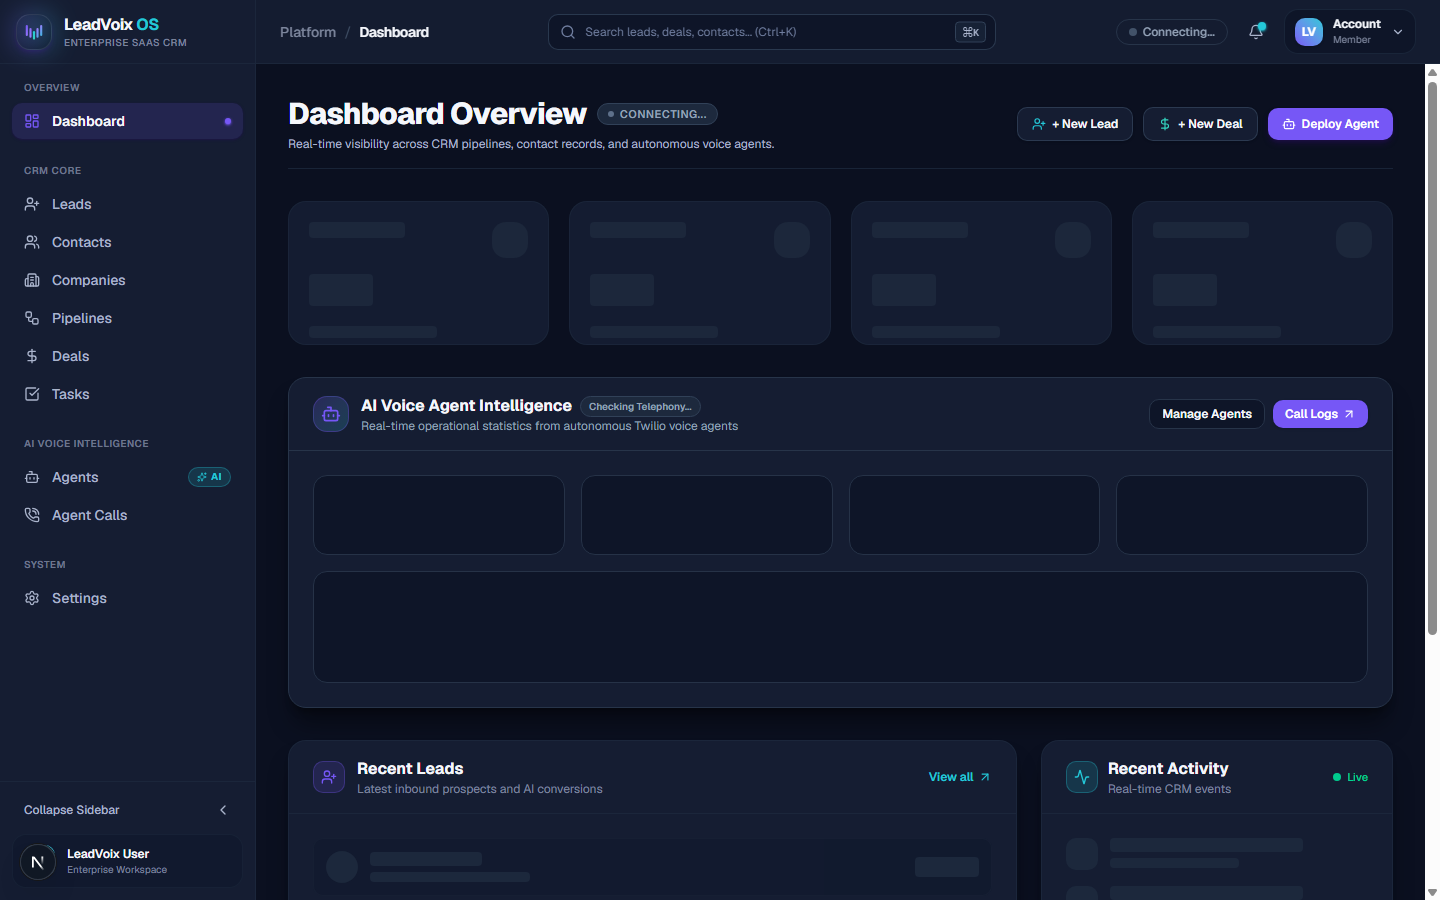 LeadVoix OS
ENTERPRISE SAAS CRM
Platform / Dashboard
Search leads, deals, contacts... (Ctrl+K)
⌘K
Connecting...
LV
Account
Member
OVERVIEW
Dashboard
CRM CORE
Leads
Contacts
Companies
Pipelines
Deals
Tasks
AI VOICE INTELLIGENCE
Agents
AI
Agent Calls
SYSTEM
Settings
Collapse Sidebar
N
LeadVoix User
Enterprise Workspace
Dashboard Overview
CONNECTING...
Real-time visibility across CRM pipelines, contact records, and autonomous voice agents.
+ New Lead
+ New Deal
Deploy Agent
AI Voice Agent Intelligence
Checking Telephony...
Real-time operational statistics from autonomous Twilio voice agents
Manage Agents
Call Logs
Recent Leads
Latest inbound prospects and AI conversions
View all
Recent Activity
Real-time CRM events
Live